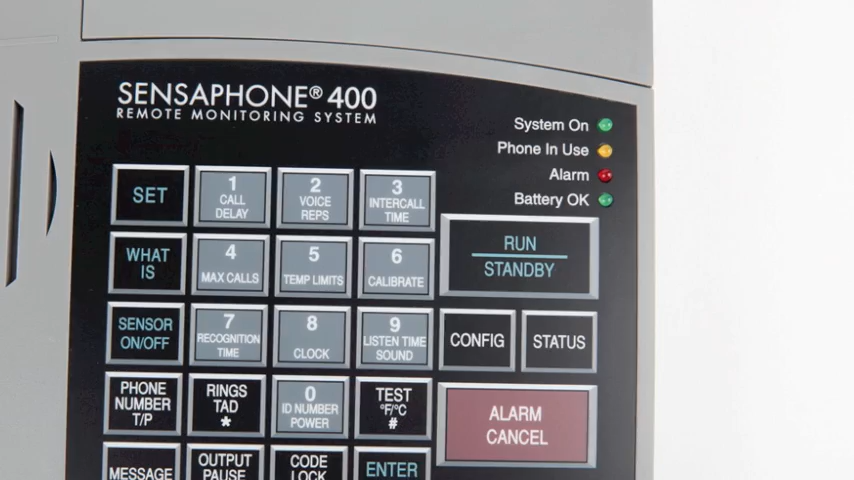 SENSAPHONE® 400
REMOTE MONITORING SYSTEM
System On
Phone In Use
Alarm
Battery OK
SET
1
CALL
DELAY
2
VOICE
REPS
3
INTERCALL
TIME
RUN
STANDBY
WHAT
IS
4
MAX CALLS
5
TEMP LIMITS
6
CALIBRATE
SENSOR
ON/OFF
7
RECOGNITION
TIME
8
CLOCK
9
LISTEN TIME
SOUND
CONFIG
STATUS
PHONE
NUMBER
T/P
RINGS
TAD
*
0
ID NUMBER
POWER
TEST
°F/°C
#
ALARM
CANCEL
MESSAGE
OUTPUT
PAUSE
CODE
LOCK
ENTER